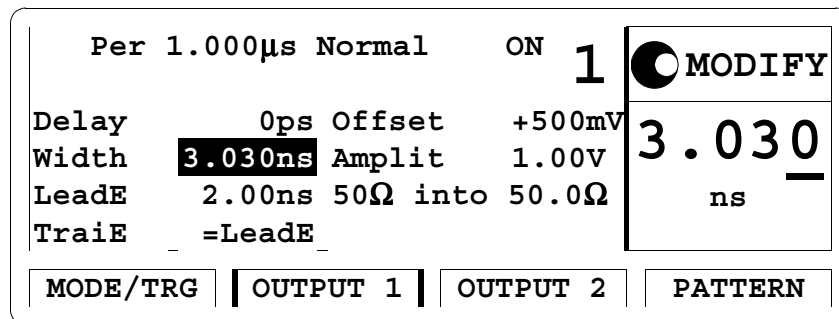 Per 1.000µs Normal ON 1
MODIFY
Delay 0ps Offset +500mV
Width 3.030ns Amplit 1.00V
3.030
LeadE 2.00ns 50Ω into 50.0Ω
ns
TraiE =LeadE
MODE/TRG OUTPUT 1 OUTPUT 2 PATTERN